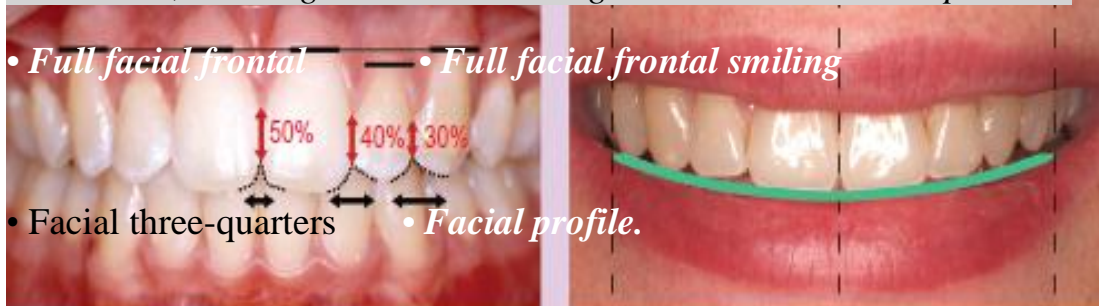 • Full facial frontal • Full facial frontal smiling
50% 40% 30%
• Facial three-quarters • Facial profile.